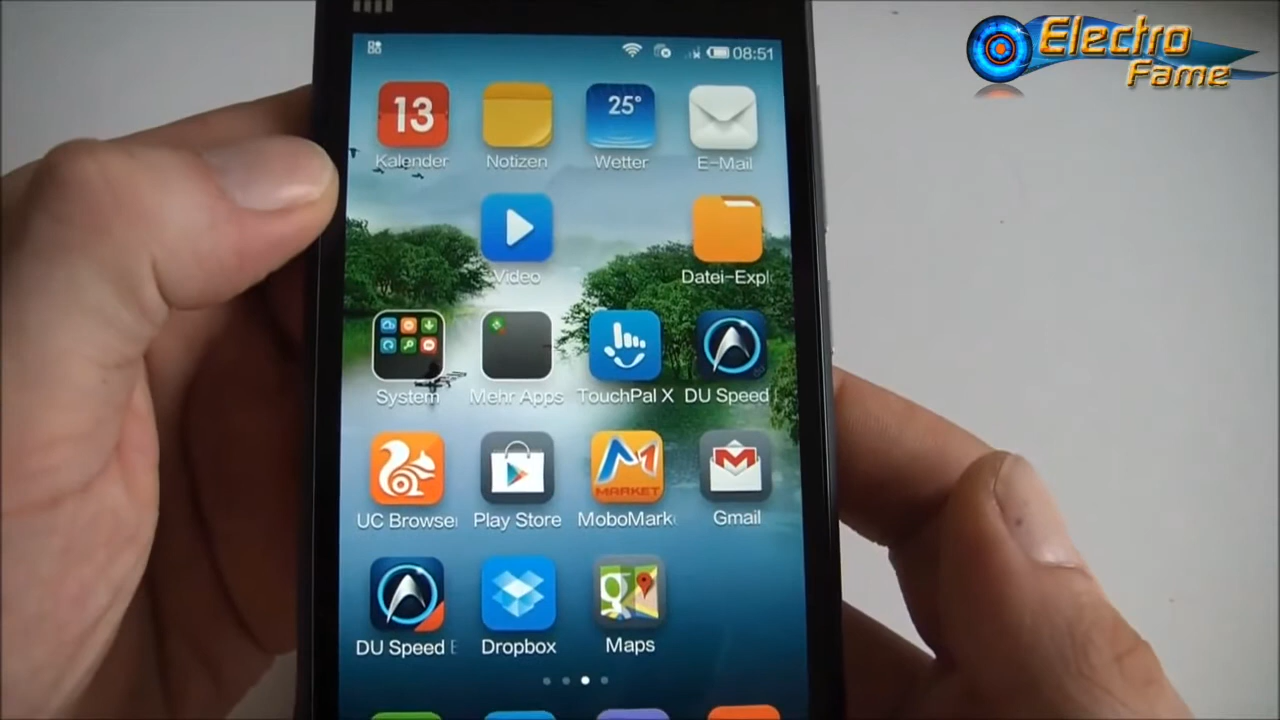 Electro
Fame
08:51
13
25°
Kalender
Notizen
Wetter
E-Mail
Video
Datei-Expl
System
Mehr Apps
TouchPal X
DU Speed
UC Browser
Play Store
MARKET
MoboMark
Gmail
DU Speed
Dropbox
Maps